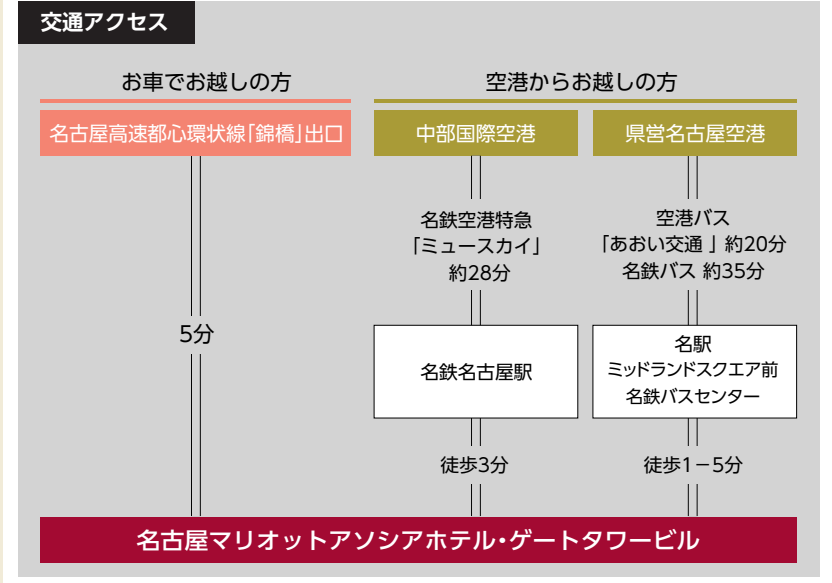 交通アクセス
お車でお越しの方
名古屋高速都心環状線「錦橋」出口
5分
空港からお越しの方
中部国際空港
名鉄空港特急
「ミュースカイ」
約28分
名鉄名古屋駅
徒歩3分
県営名古屋空港
空港バス
「あおい交通 」約20分
名鉄バス 約35分
名駅
ミッドランドスクエア前
名鉄バスセンター
徒歩1－5分
名古屋マリオットアソシアホテル・ゲートタワービル